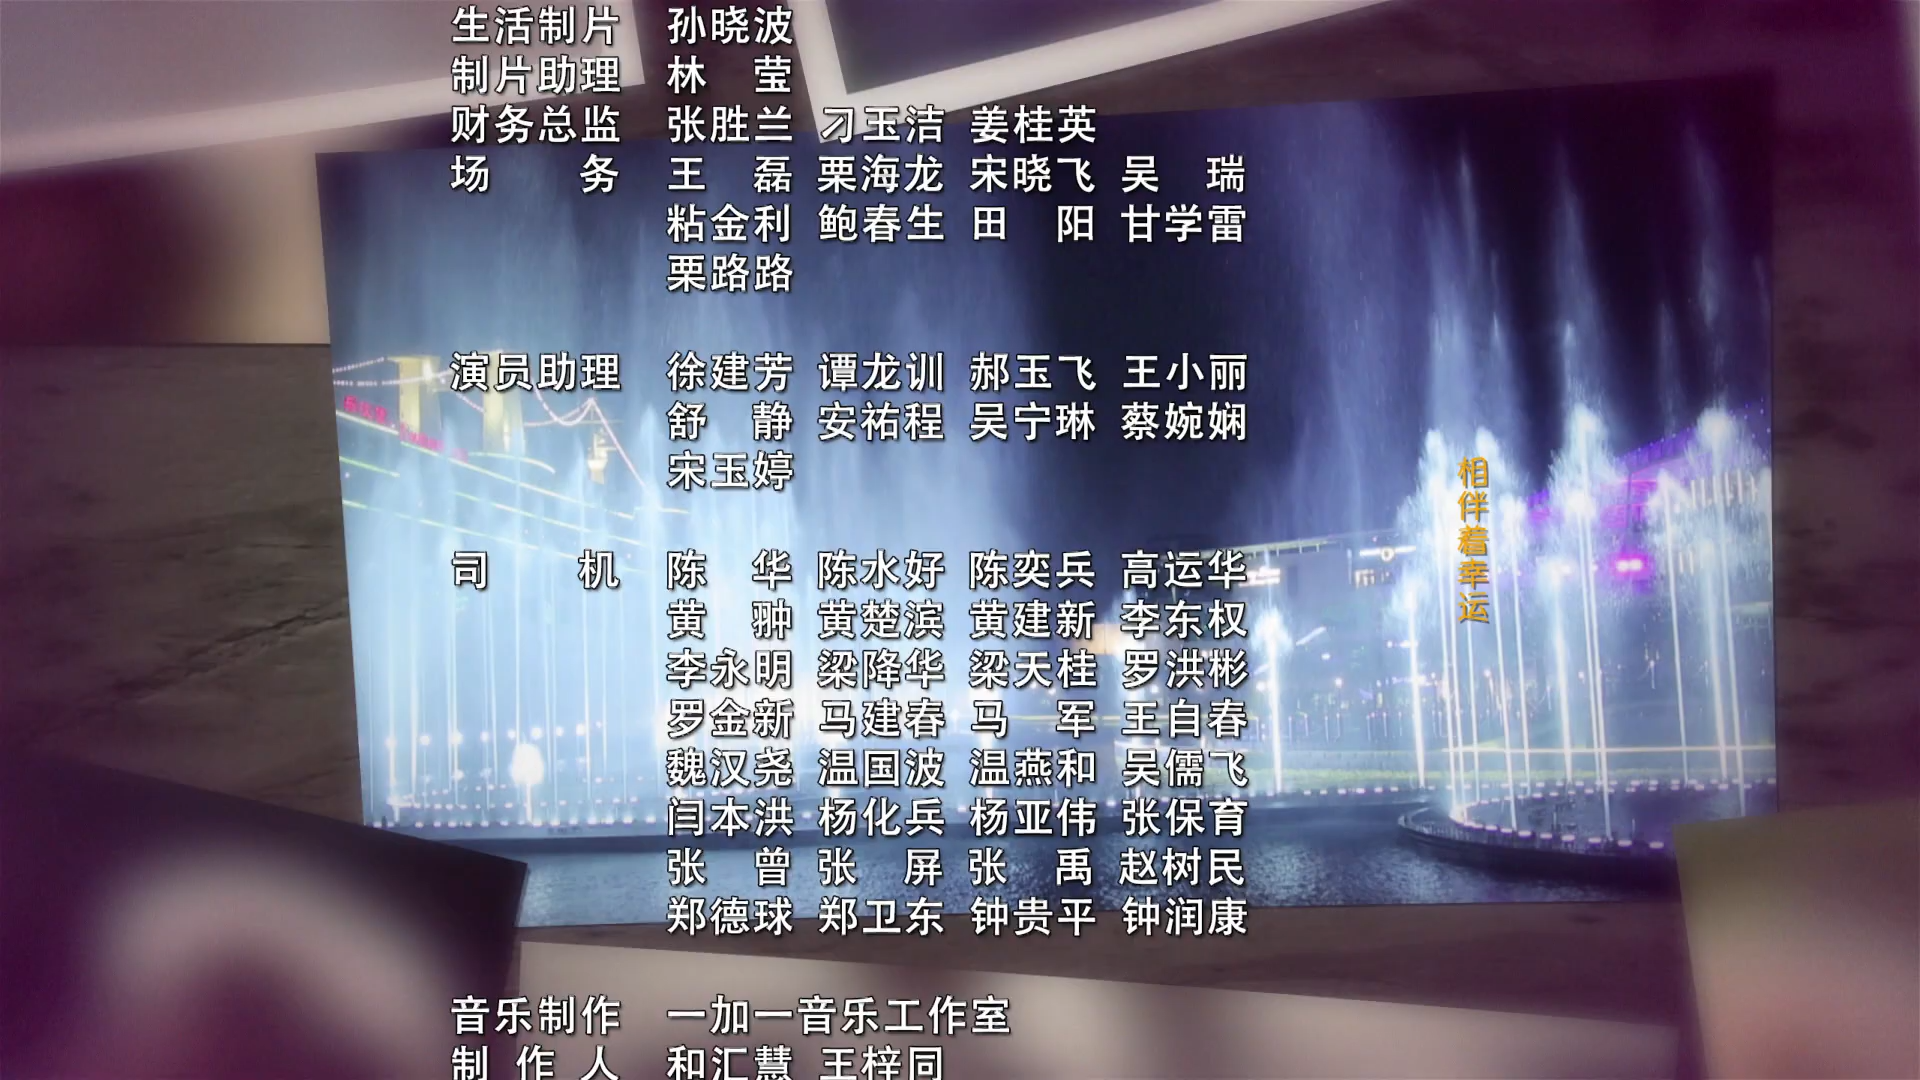 生活制片 孙晓波
制片助理 林 莹
财务总监 张胜兰 刁玉洁 姜桂英
场 务 王 磊 栗海龙 宋晓飞 吴 瑞
粘金利 鲍春生 田 阳 甘学雷
栗路路
演员助理 徐建芳 谭龙训 郝玉飞 王小丽
舒 静 安祐程 吴宁琳 蔡婉娴
宋玉婷
司 机 陈 华 陈水好 陈奕兵 高运华
黄 翀 黄楚滨 黄建新 李东权
李永明 梁降华 梁天桂 罗洪彬
罗金新 马建春 马 军 王自春
魏汉尧 温国波 温燕和 吴儒飞
闫本洪 杨化兵 杨亚伟 张保育
张 曾 张 屏 张 禹 赵树民
郑德球 郑卫东 钟贵平 钟润康
音乐制作 一加一音乐工作室
制 作 人 和汇慧 王梓同
相伴着幸运